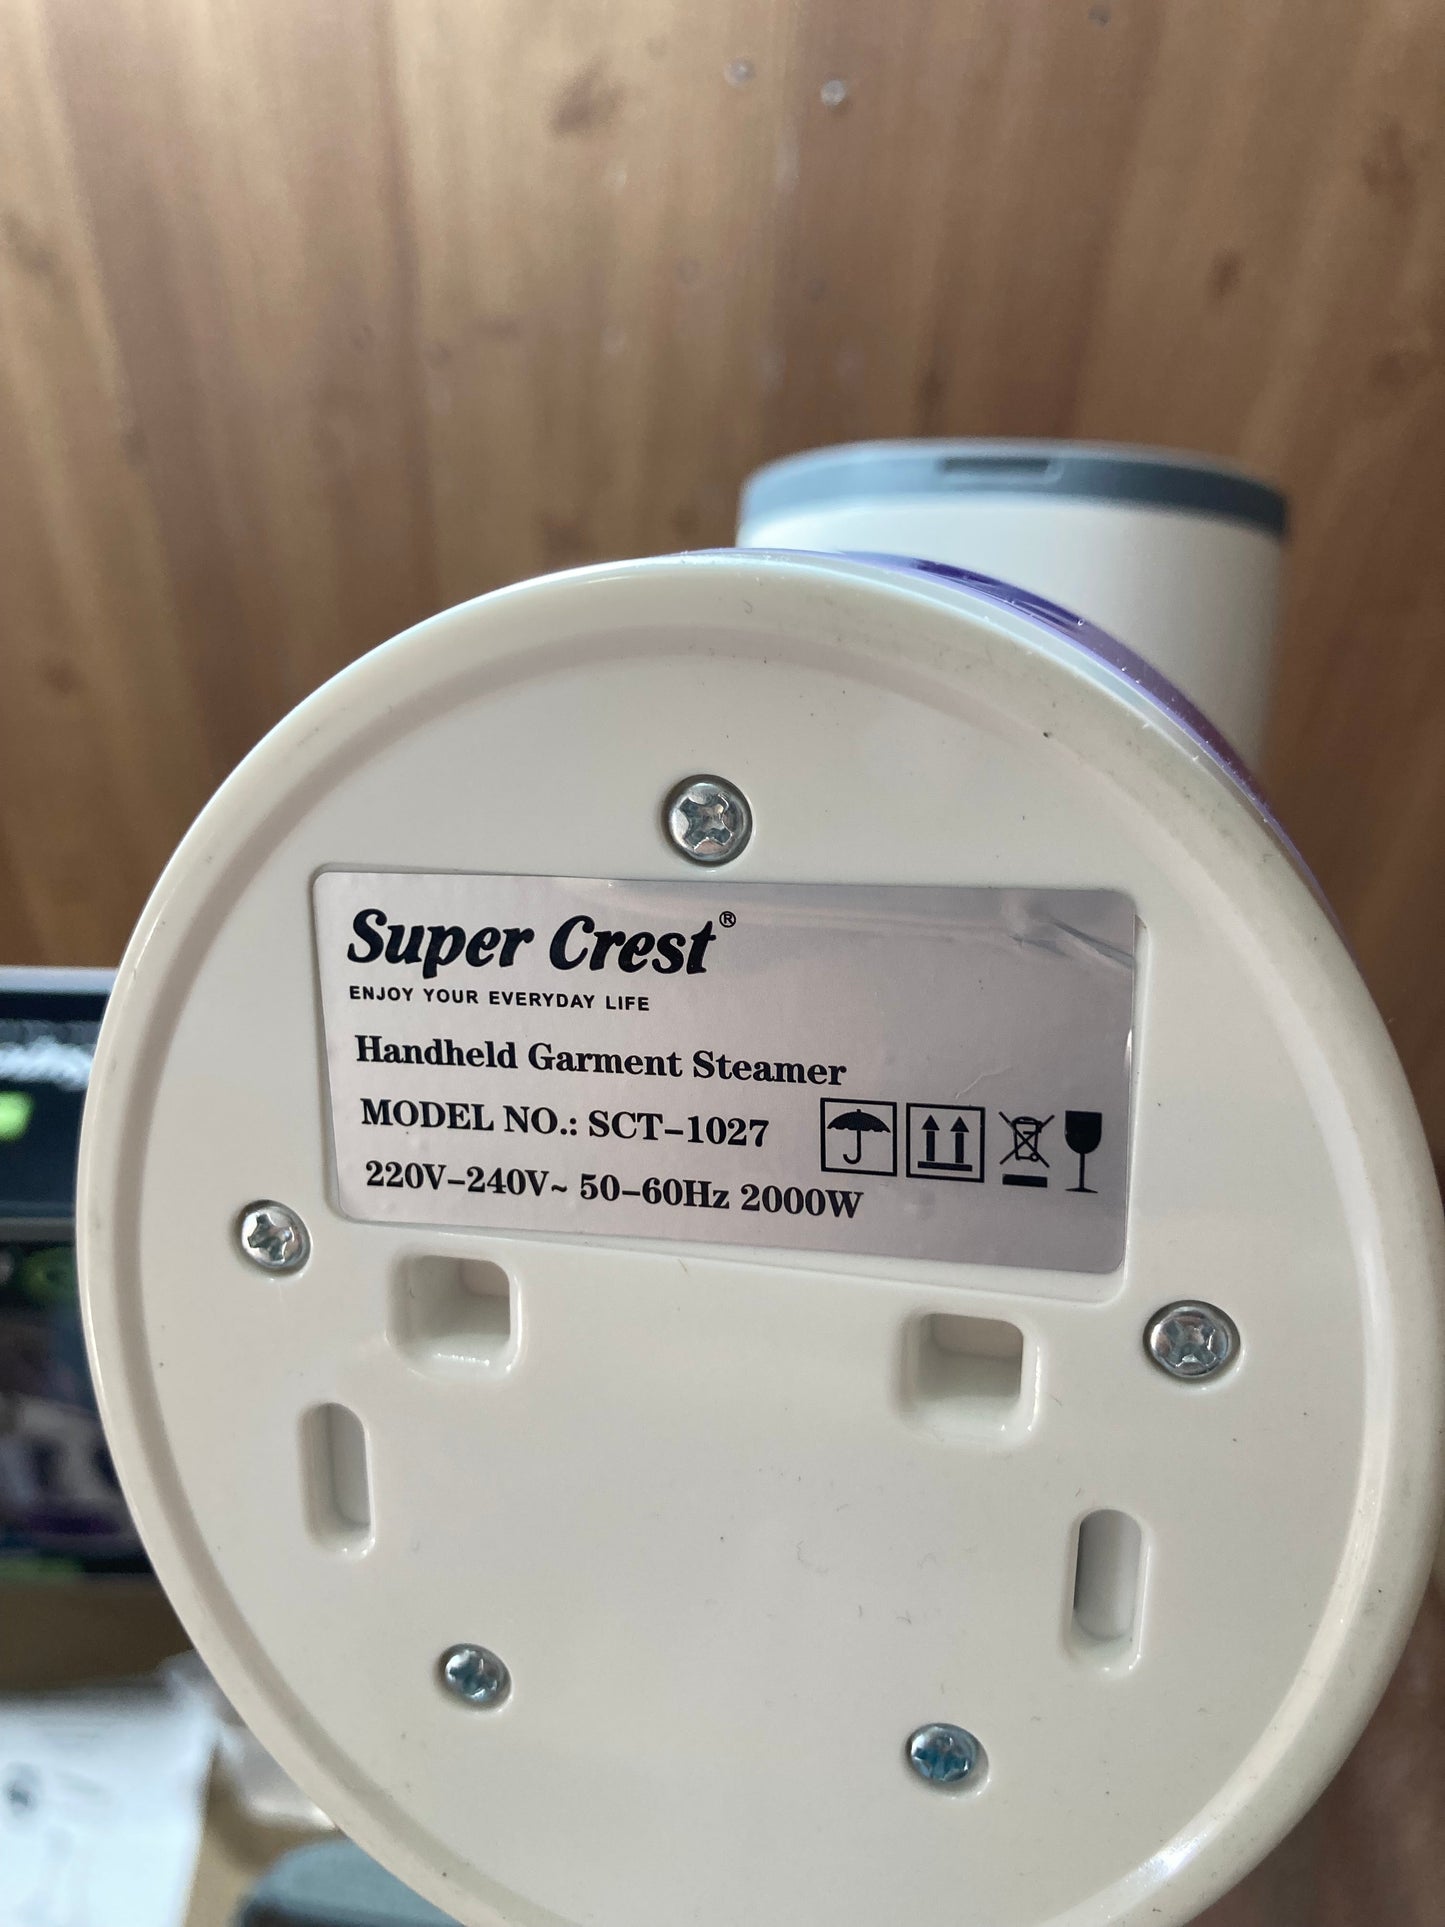 Super Crest®
ENJOY YOUR EVERYDAY LIFE
Handheld Garment Steamer
MODEL NO.: SCT-1027
220V-240V~ 50-60Hz 2000W